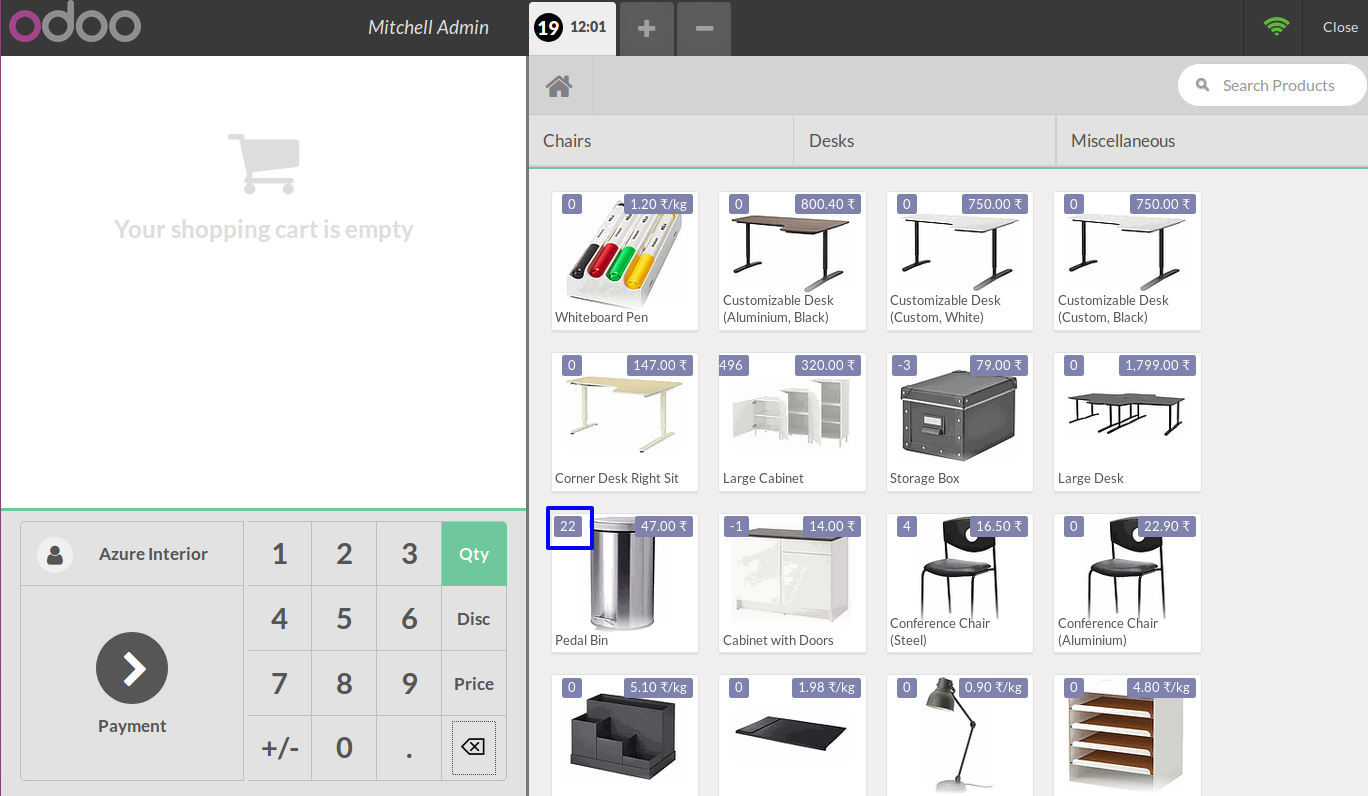 odoo
Mitchell Admin
19 12:01
+
-
Close
Search Products
Chairs
Desks
Miscellaneous
Your shopping cart is empty
0
1.20 ₹/kg
Whiteboard Pen
0
800.40 ₹
Customizable Desk
(Aluminium, Black)
0
750.00 ₹
Customizable Desk
(Custom, White)
0
750.00 ₹
Customizable Desk
(Custom, Black)
0
147.00 ₹
Corner Desk Right Sit
496
320.00 ₹
Large Cabinet
-3
79.00 ₹
Storage Box
0
1,799.00 ₹
Large Desk
22
47.00 ₹
Pedal Bin
-1
14.00 ₹
Cabinet with Doors
4
16.50 ₹
Conference Chair
(Steel)
0
22.90 ₹
Conference Chair
(Aluminium)
0
5.10 ₹/kg
0
1.98 ₹/kg
0
0.90 ₹/kg
0
4.80 ₹/kg
Azure Interior
Payment
1 2 3 Qty
4 5 6 Disc
7 8 9 Price
+/- 0 .